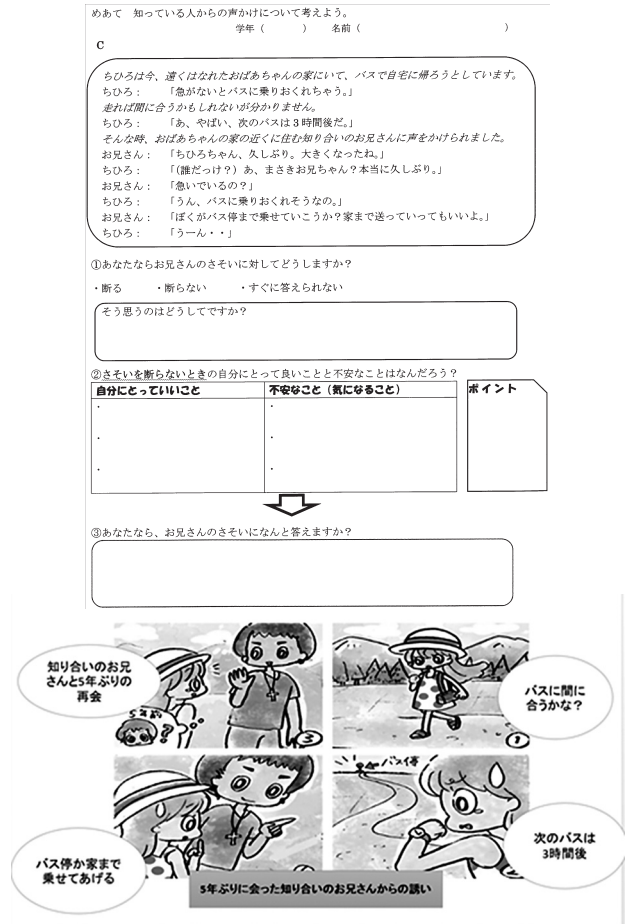 めあて　知っている人からの声かけについて考えよう。
学年（　　　）　名前（　　　　　　　　　　　　）
C
ちひろは今、遠くはなれたおばあちゃんの家にいて、バスで自宅に帰ろうとしています。
ちひろ：　「急がないとバスに乗りおくれちゃう。」
走れば間に合うかもしれないが分かりません。
ちひろ：　「あ、やばい、次のバスは３時間後だ。」
そんな時、おばあちゃんの家の近くに住む知り合いのお兄さんに声をかけられました。
お兄さん：　「ちひろちゃん、久しぶり。大きくなったね。」
ちひろ：　「（誰だっけ？）あ、まさきお兄ちゃん？本当に久しぶり。」
お兄さん：　「急いでいるの？」
ちひろ：　「うん、バスに乗りおくれそうなの。」
お兄さん：　「ぼくがバス停まで乗せていこうか？家まで送っていってもいいよ。」
ちひろ：　「うーん・・」
①あなたならお兄さんのさそいに対してどうしますか？
・断る　　・断らない　　・すぐに答えられない
そう思うのはどうしてですか？
②さそいを断らないときの自分にとって良いことと不安なことはなんだろう？
自分にとっていいこと　不安なこと（気になること）　ポイント
・　・
・　・
・　・
③あなたなら、お兄さんのさそいになんと答えますか？
知り合いのお兄
さんと5年ぶりの
再会
5年前
?
3
バスに間に
合うかな？
1
バス停か家まで
乗せてあげる
バス停
次のバスは
3時間後
5年ぶりに会った知り合いのお兄さんからの誘い